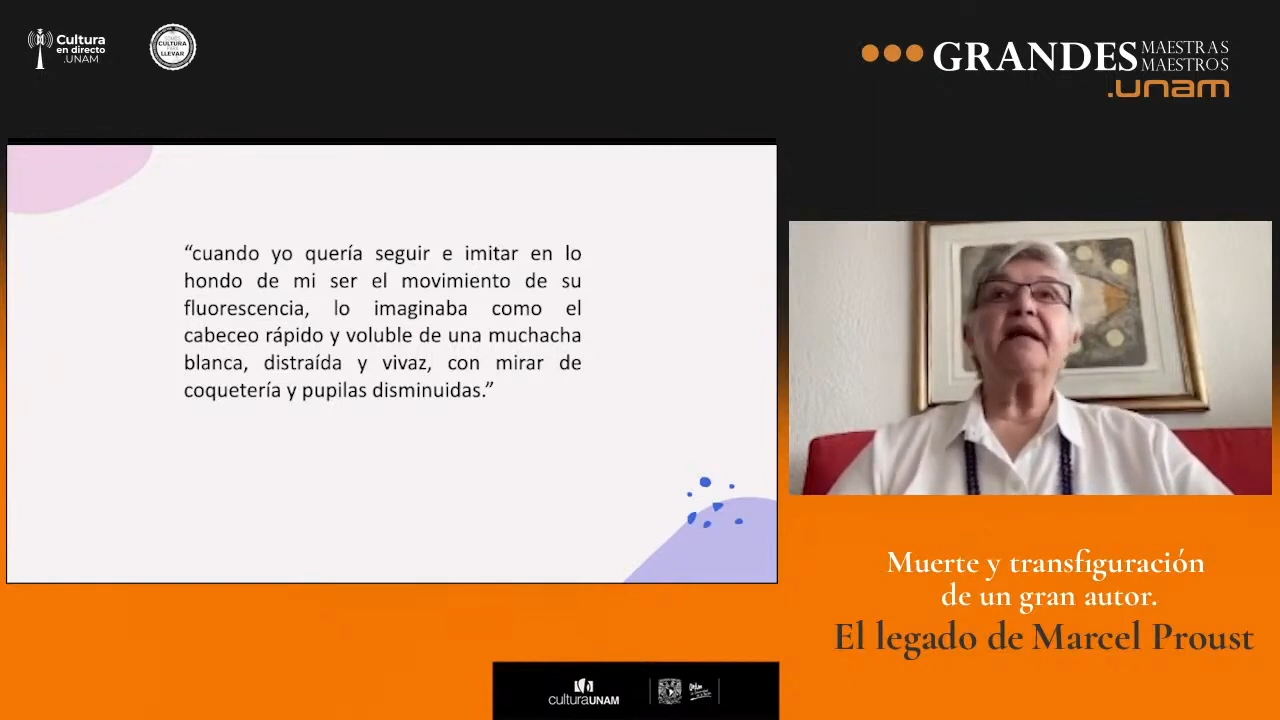 Cultura
en directo
.UNAM
CULTURA
LLEVAR
GRANDES
MAESTRAS
MAESTROS
.unam
“cuando yo quería seguir e imitar en lo
hondo de mi ser el movimiento de su
fluorescencia, lo imaginaba como el
cabeceo rápido y voluble de una muchacha
blanca, distraída y vivaz, con mirar de
coquetería y pupilas disminuidas.”
Muerte y transfiguración
de un gran autor.
El legado de Marcel Proust
culturaUNAM